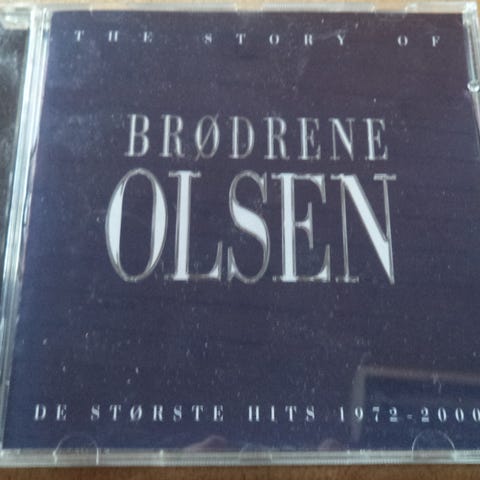 THE STORY OF
BRØDRENE
OLSEN
DE STØRSTE HITS 1972-2000